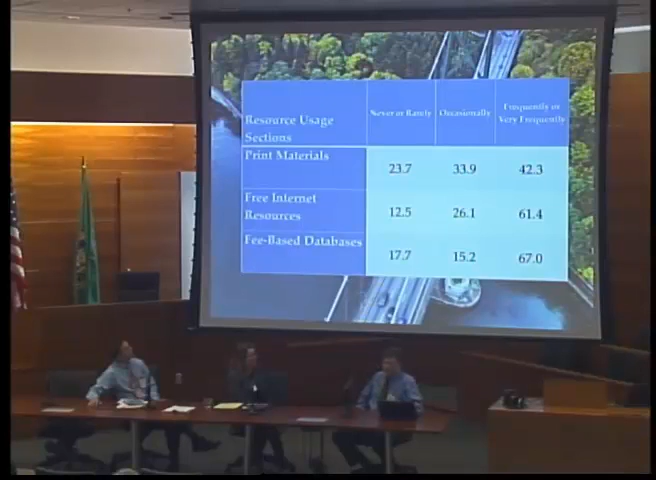 Resource Usage Sections
Never or Rarely
Occasionally
Frequently or Very Frequently
Print Materials
23.7
33.9
42.3
Free Internet Resources
12.5
26.1
61.4
Fee-Based Databases
17.7
15.2
67.0